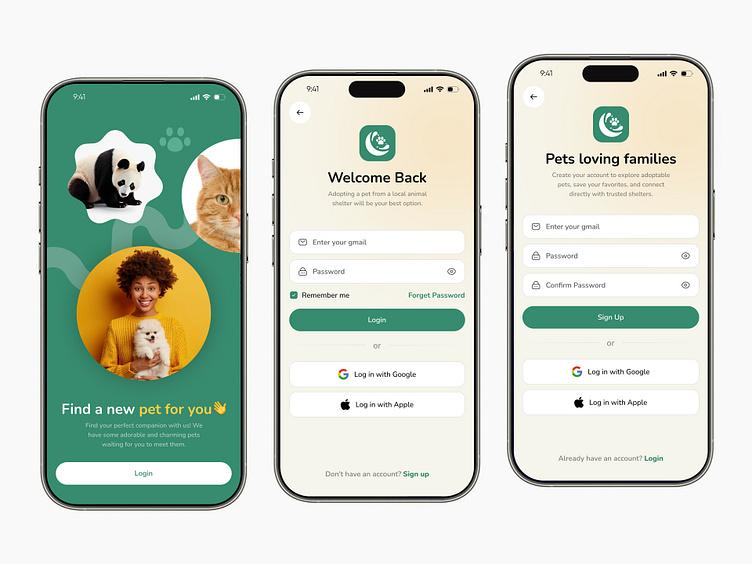 9:41
Find a new pet for you👋
Find your perfect companion with us! We
have some adorable and charming pets
waiting for you to meet them.
Login
9:41
Welcome Back
Adopting a pet from a local animal
shelter will be your best option.
Enter your gmail
Password
Remember me
Forget Password
Login
or
Log in with Google
Log in with Apple
Don't have an account? Sign up
9:41
Pets loving families
Create your account to explore adoptable
pets, save your favorites, and connect
directly with trusted shelters.
Enter your gmail
Password
Confirm Password
Sign Up
or
Log in with Google
Log in with Apple
Already have an account? Login